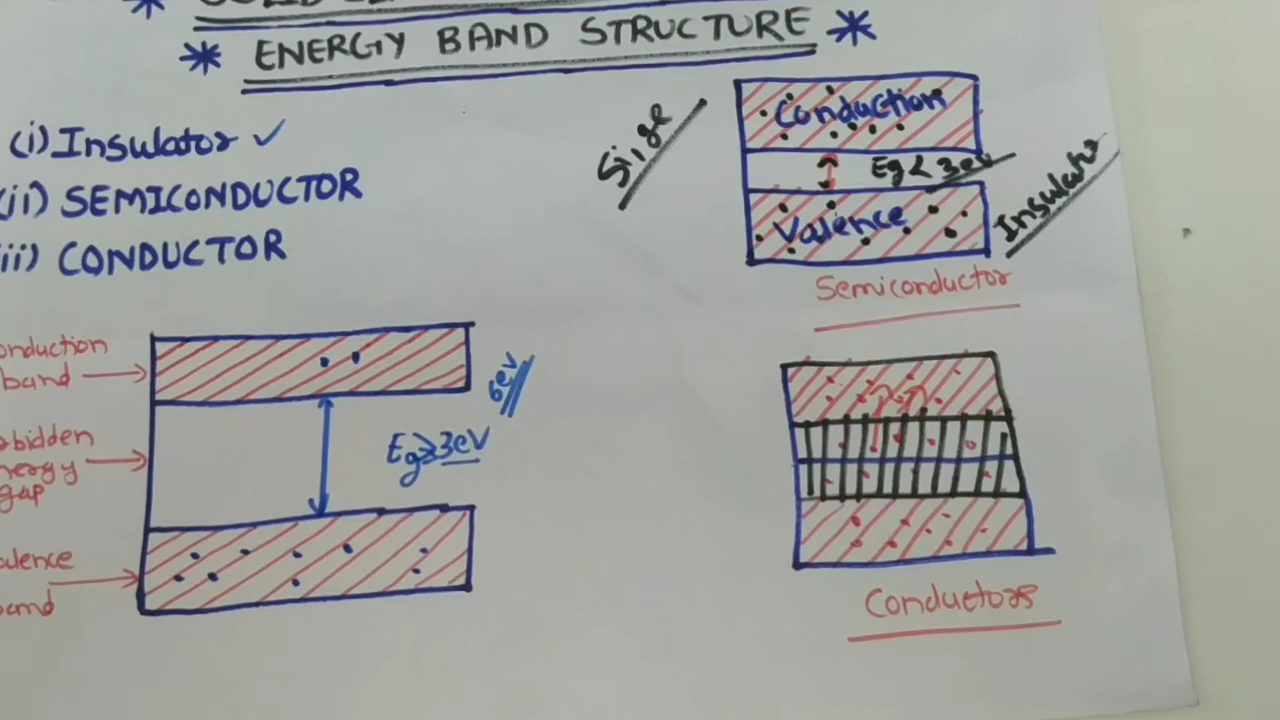 * ENERGY BAND STRUCTURE *
(i) Insulator ✓
(ii) SEMICONDUCTOR
iii) CONDUCTOR
Si, Ge
Conduction
Eg < 3eV
Valence
Insulator
Semiconductor
onduction
band
bidden
nergy
gap
alence
and
6eV
Eg≥3eV
Conductors